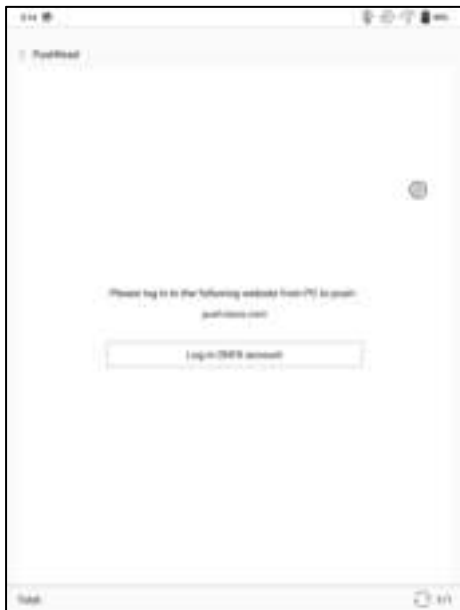 PushRead
Please log in to the following website from PC to push:
Log in ONYX account
Total:
1/1